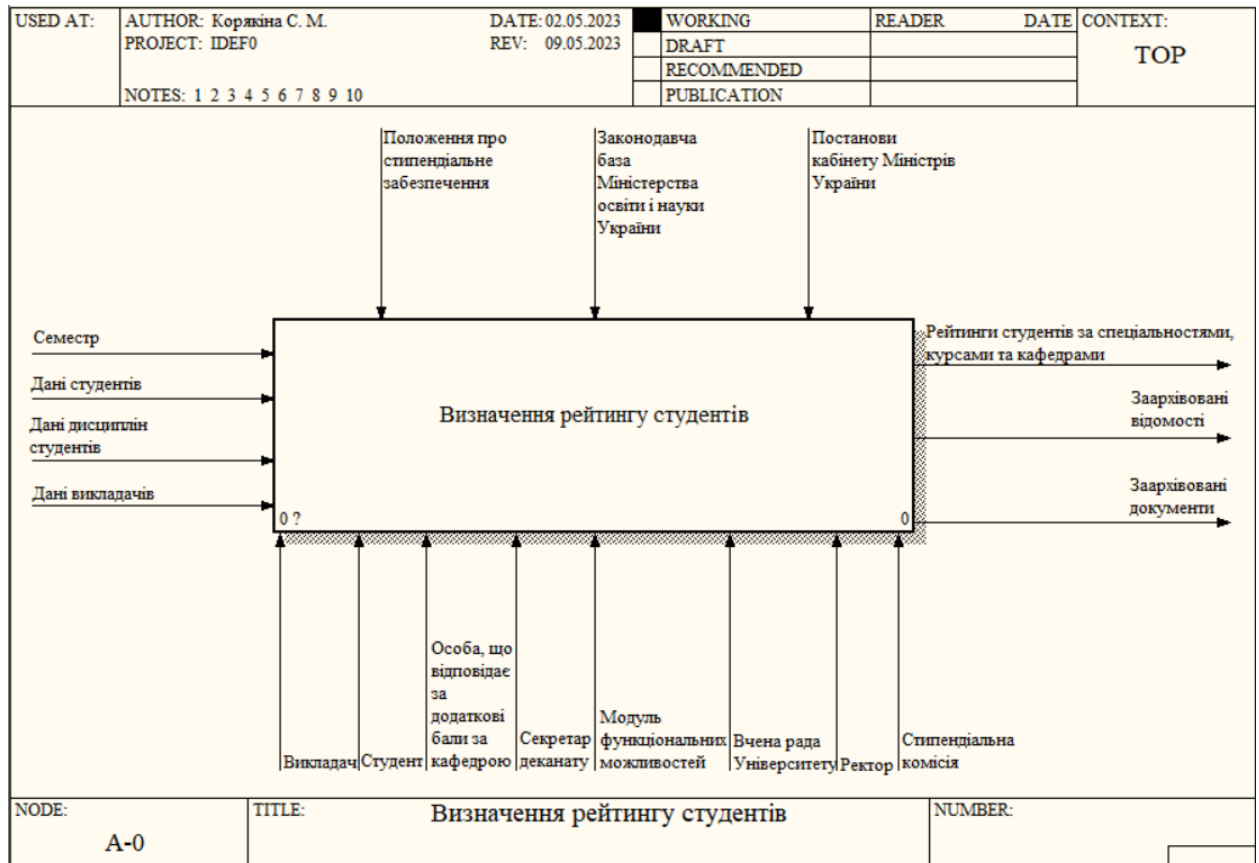 USED AT:
AUTHOR: Корякіна С. М.
DATE: 02.05.2023
PROJECT: IDEF0
REV: 09.05.2023
NOTES: 1 2 3 4 5 6 7 8 9 10
WORKING
DRAFT
RECOMMENDED
PUBLICATION
READER
DATE
CONTEXT:
TOP
Положення про
стипендіальне
забезпечення
Законодавча
база
Міністерства
освіти і науки
України
Постанови
кабінету Міністрів
України
Семестр
Дані студентів
Дані дисциплін
студентів
Дані викладачів
Визначення рейтингу студентів
0 ?
0
Рейтинги студентів за спеціальностями,
курсами та кафедрами
Заархівовані
відомості
Заархівовані
документи
Викладач
Студент
Особа, що
відповідає
за
додаткові
бали за
кафедрою
Секретар
деканату
Модуль
функціональних
можливостей
Вчена рада
Університету
Ректор
Стипендіальна
комісія
NODE:
A-0
TITLE:
Визначення рейтингу студентів
NUMBER: